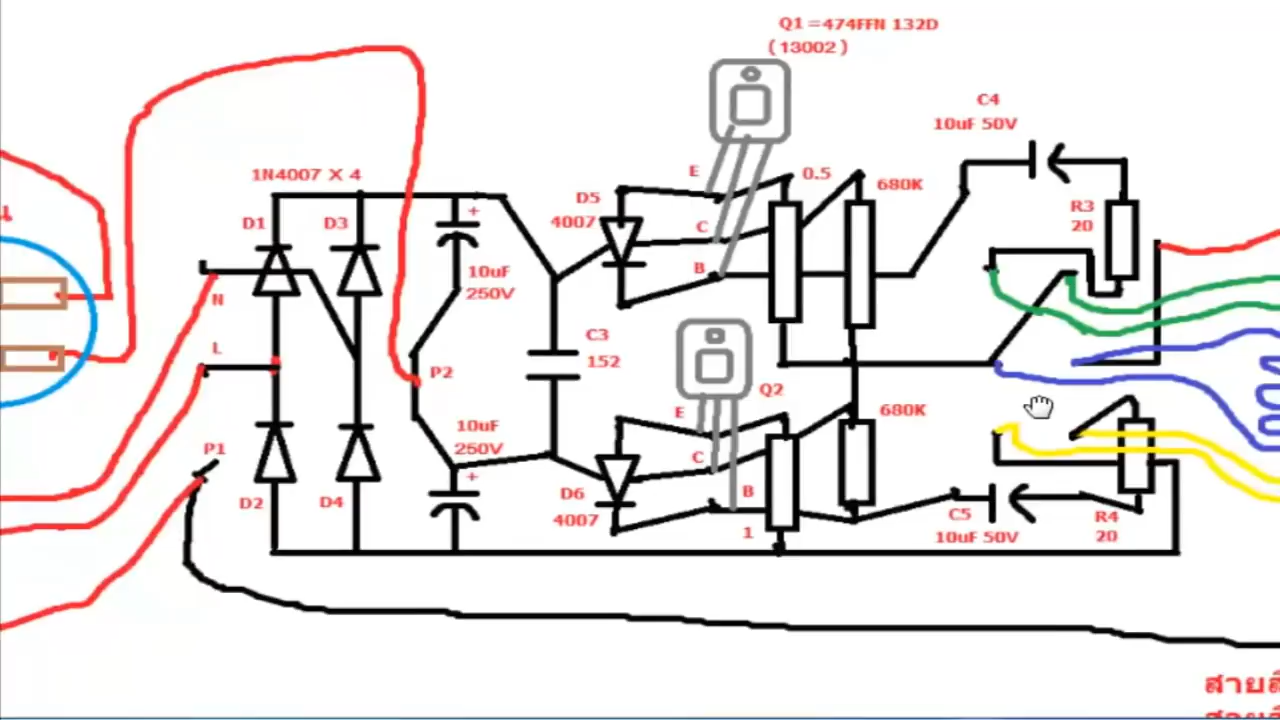 Q1 =474FFN 132D
(13002)
C4
10uF 50V
1N4007 X 4
E
0.5
680K
D5
4007
D1
D3
+
R3
20
C
B
10uF
250V
N
C3
152
L
P2
Q2
E
680K
P1
10uF
250V
C
+
D6
4007
B
D2
D4
1
C5
10uF 50V
R4
20